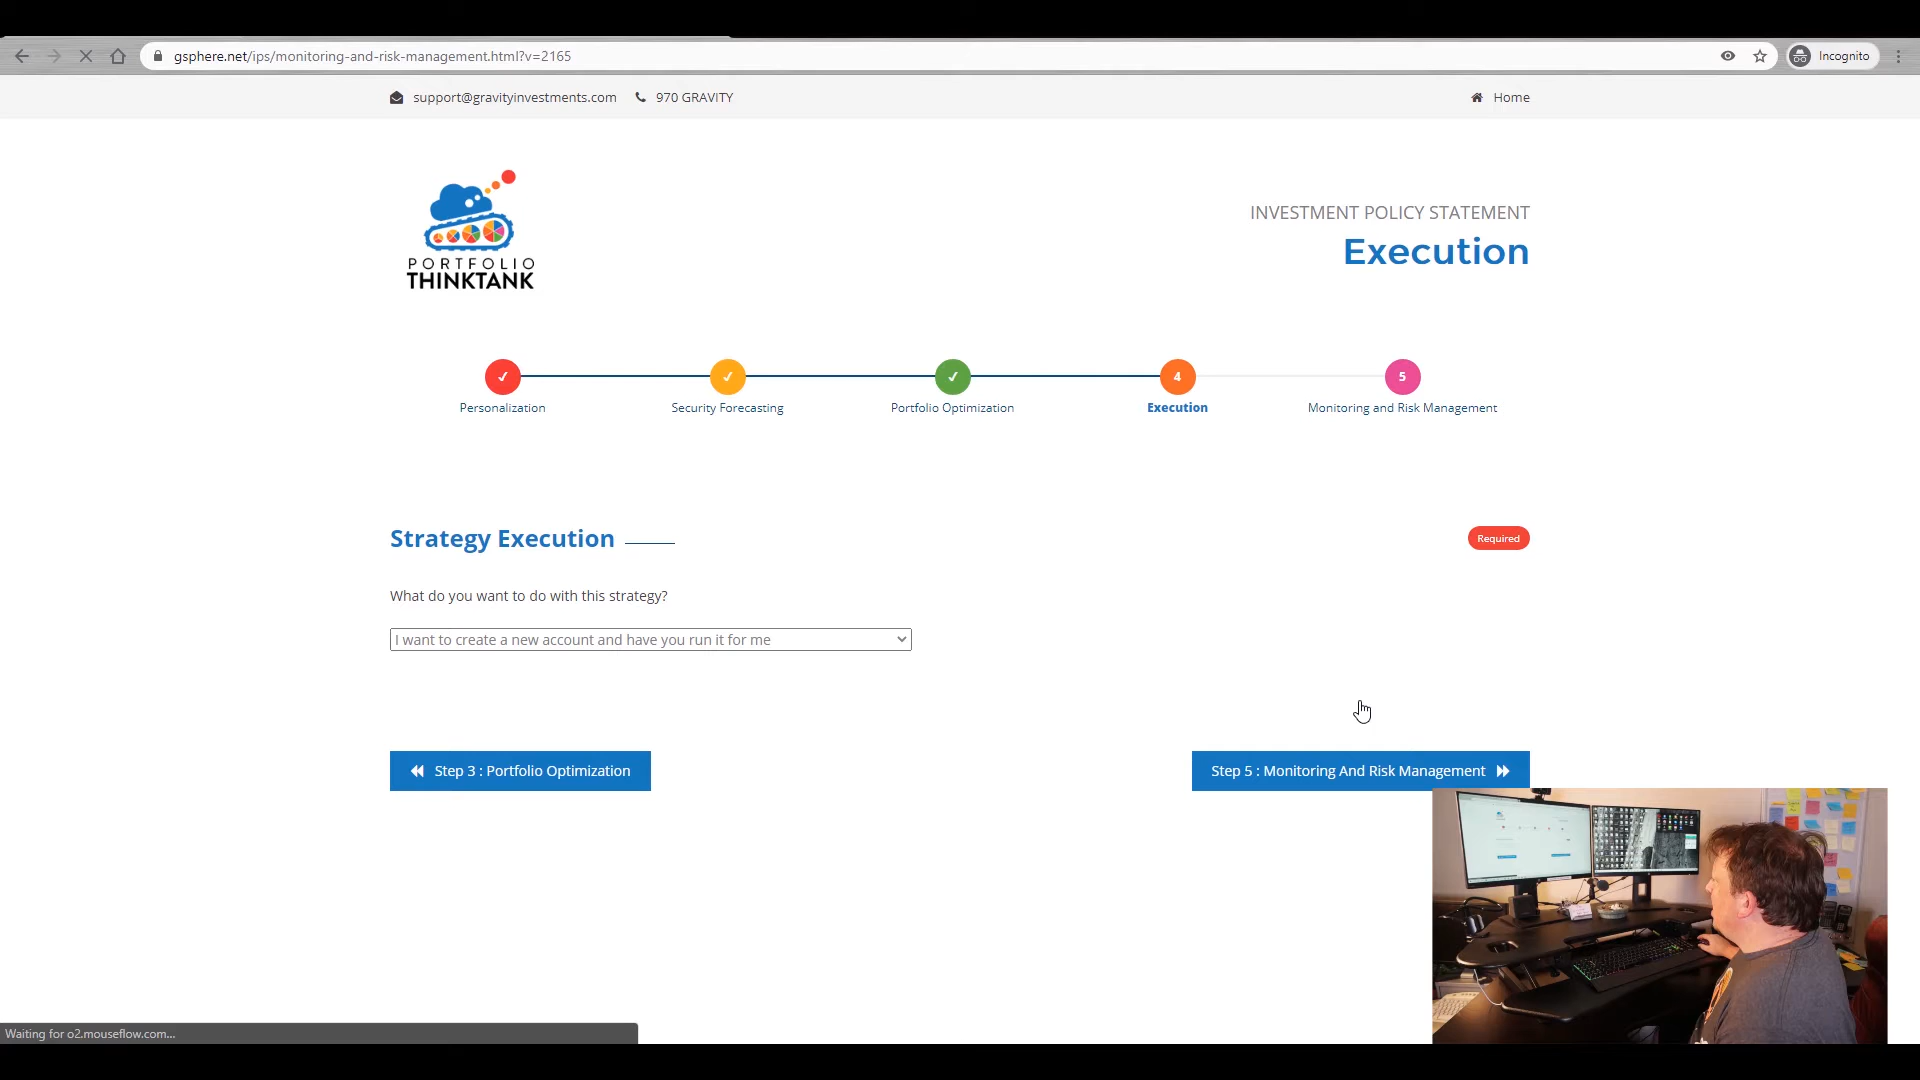 gsphere.net/ips/monitoring-and-risk-management.html?v=2165
Incognito
support@gravityinvestments.com
970 GRAVITY
Home
PORTFOLIO
THINKTANK
INVESTMENT POLICY STATEMENT
Execution
4
5
Personalization
Security Forecasting
Portfolio Optimization
Execution
Monitoring and Risk Management
Strategy Execution
Required
What do you want to do with this strategy?
I want to create a new account and have you run it for me
Step 3 : Portfolio Optimization
Step 5 : Monitoring And Risk Management
Waiting for o2.mouseflow.com...